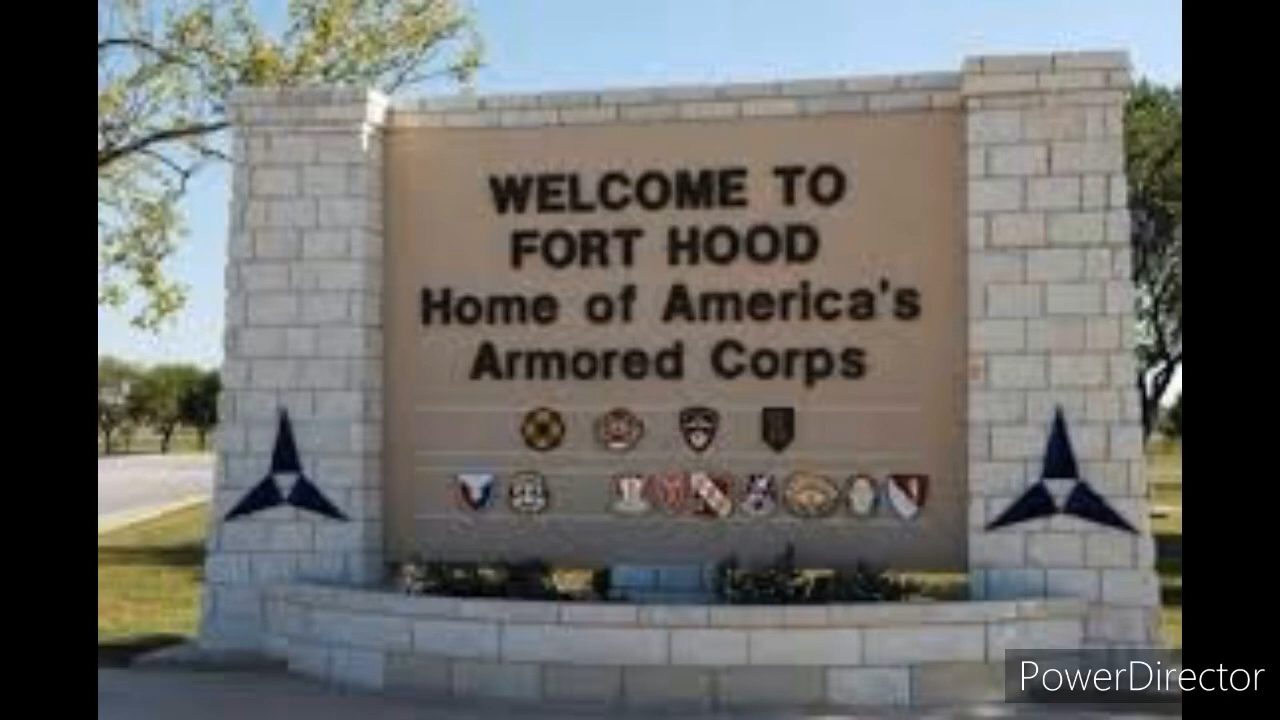 WELCOME TO
FORT HOOD
Home of America's
Armored Corps
PowerDirector